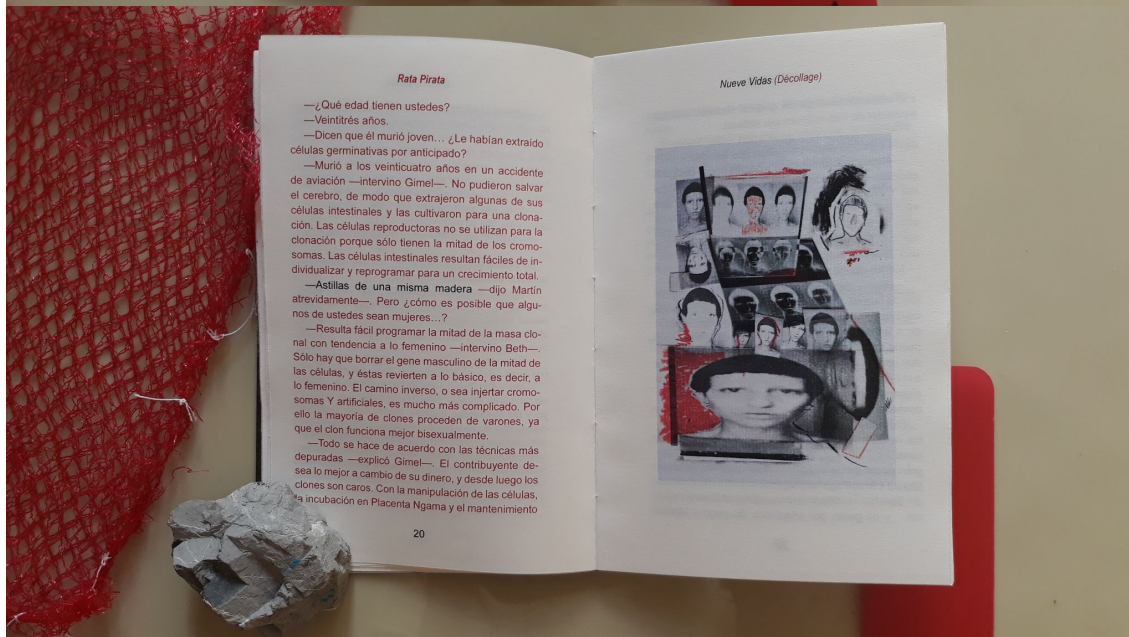 Rata Pirata
—¿Qué edad tienen ustedes?
—Veintitrés años.
—Dicen que él murió joven... ¿Le habían extraído
células germinativas por anticipado?
—Murió a los veinticuatro años en un accidente
de aviación —intervino Gimel—. No pudieron salvar
el cerebro, de modo que extrajeron algunas de sus
células intestinales y las cultivaron para una clona-
ción. Las células reproductoras no se utilizan para la
clonación porque sólo tienen la mitad de los cromo-
somas. Las células intestinales resultan fáciles de in-
dividualizar y reprogramar para un crecimiento total.
—Astillas de una misma madera —dijo Martín
atrevidamente—. Pero ¿cómo es posible que algu-
nos de ustedes sean mujeres...?
—Resulta fácil programar la mitad de la masa clo-
nal con tendencia a lo femenino —intervino Beth—.
Sólo hay que borrar el gene masculino de la mitad de
las células, y éstas revierten a lo básico, es decir, a
lo femenino. El camino inverso, o sea injertar cromo-
somas Y artificiales, es mucho más complicado. Por
ello la mayoría de clones proceden de varones, ya
que el clon funciona mejor bisexualmente.
—Todo se hace de acuerdo con las técnicas más
depuradas —explicó Gimel—. El contribuyente de-
sea lo mejor a cambio de su dinero, y desde luego los
clones son caros. Con la manipulación de las células,
la incubación en Placenta Ngama y el mantenimiento
20
Nueve Vidas (Décollage)